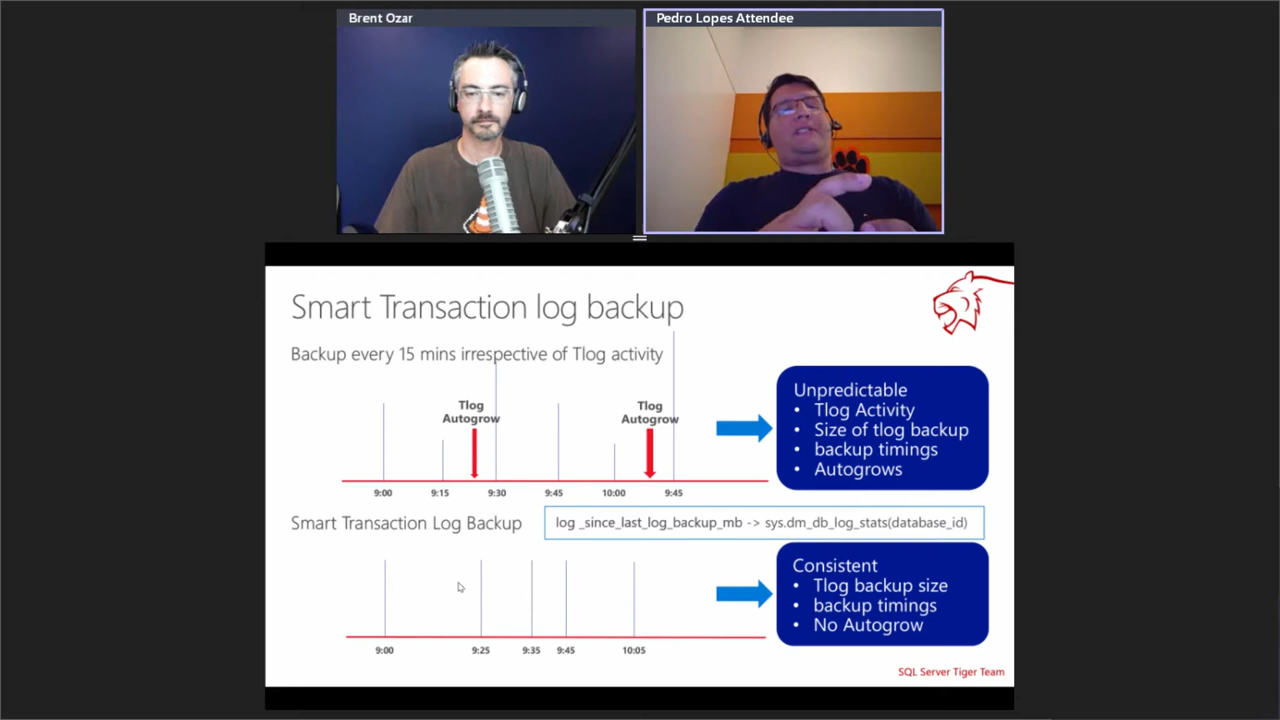 Brent Ozar
Pedro Lopes Attendee
Smart Transaction log backup
Backup every 15 mins irrespective of Tlog activity
Tlog
Autogrow
Tlog
Autogrow
9:00 9:15 9:30 9:45 10:00 9:45
Unpredictable
• Tlog Activity
• Size of tlog backup
• backup timings
• Autogrows
Smart Transaction Log Backup
log _since_last_log_backup_mb -> sys.dm_db_log_stats(database_id)
9:00 9:25 9:35 9:45 10:05
Consistent
• Tlog backup size
• backup timings
• No Autogrow
SQL Server Tiger Team